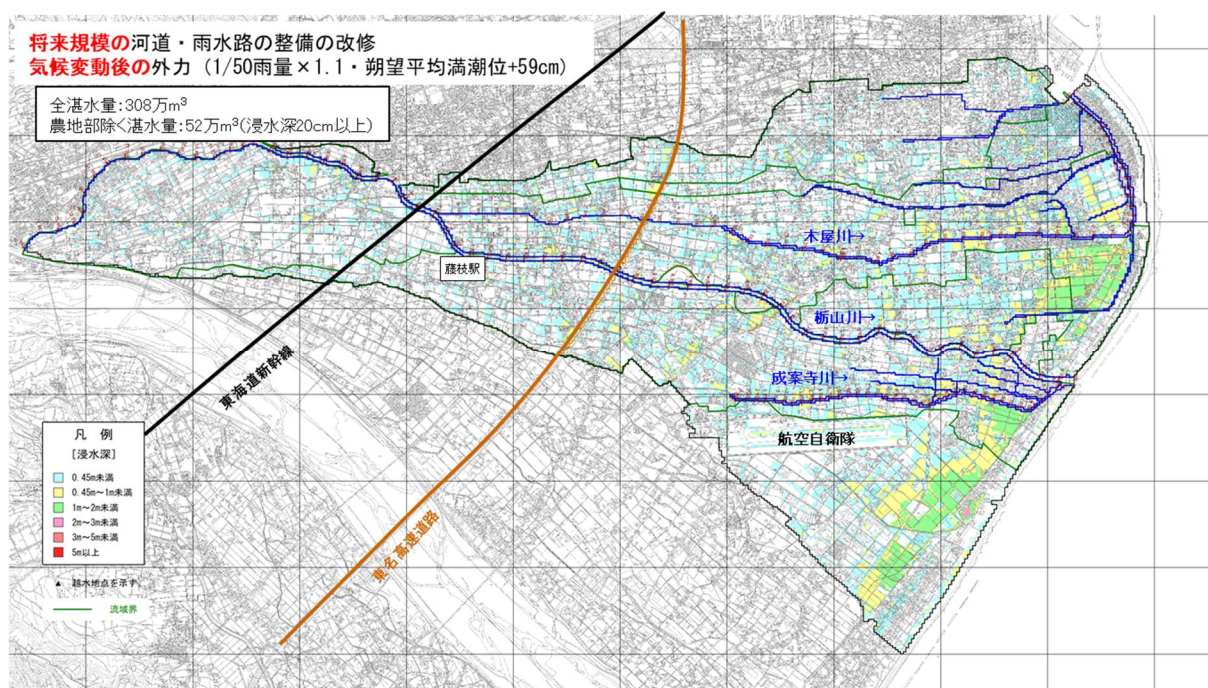 将来規模の河道・雨水路の整備の改修
気候変動後の外力（1/50雨量×1.1・朔望平均満潮位+59cm）
全湛水量:308万m³
農地部除く湛水量:52万m³(浸水深20cm以上)
木屋川→
藤枝駅
栃山川→
成案寺川→
航空自衛隊
東海道新幹線
東名高速道路
凡　例
[浸水深]
0.45m未満
0.45m～1m未満
1m～2m未満
2m～3m未満
3m～5m未満
5m以上
▲　越水地点を示す
流域界